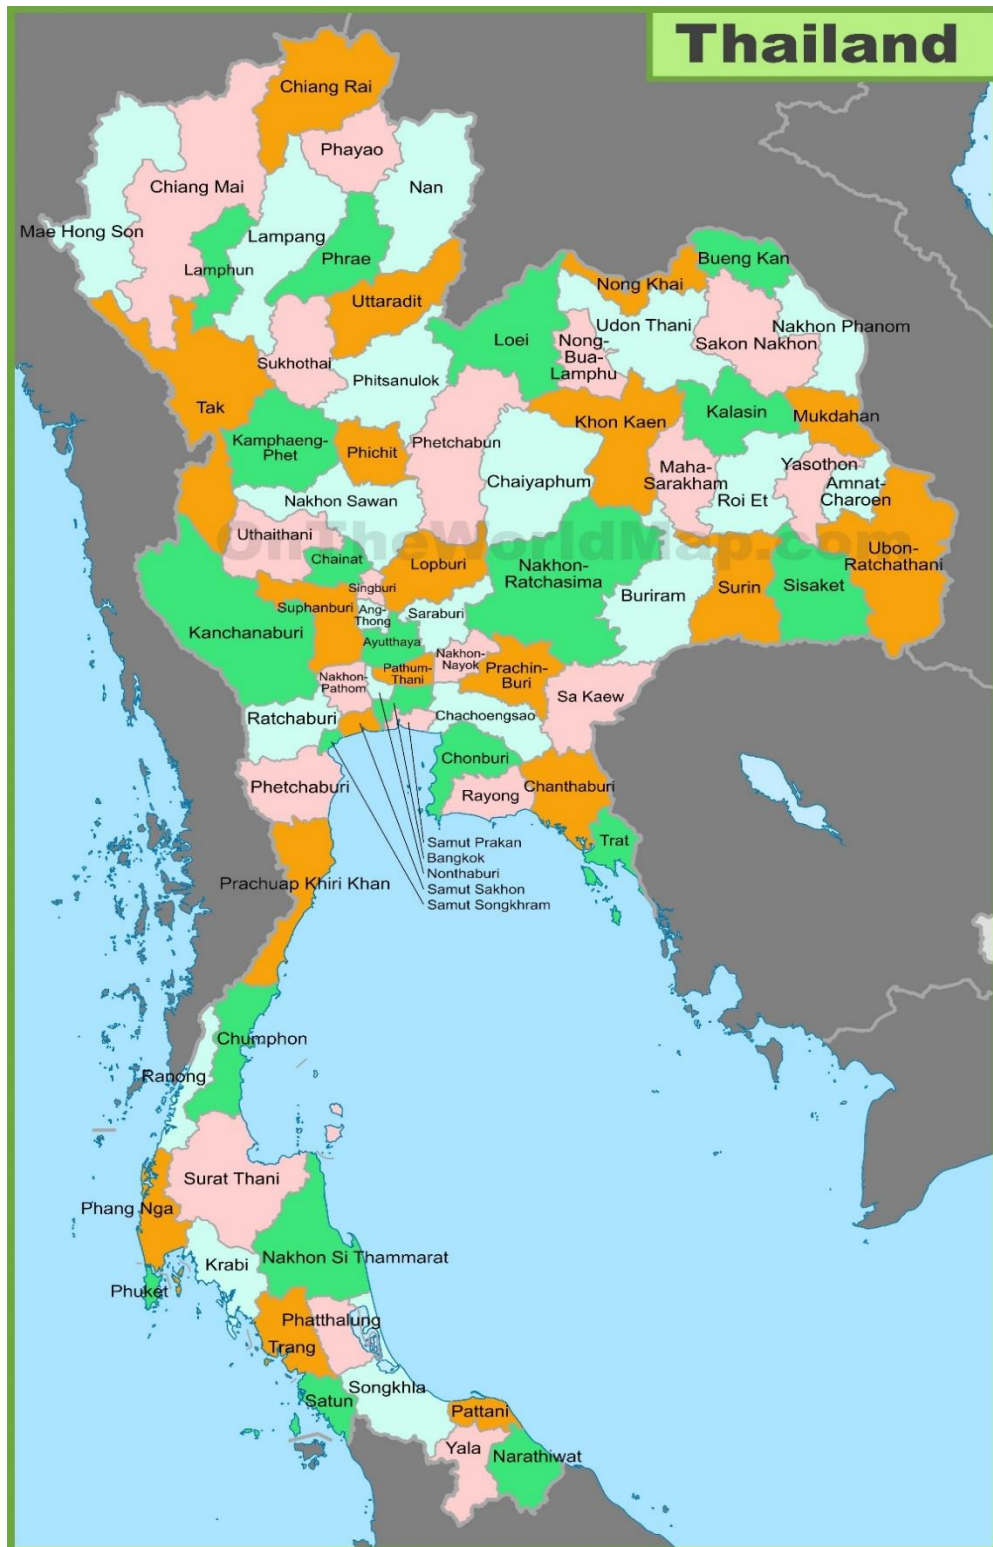 Thailand
Chiang Rai
Phayao
Chiang Mai
Nan
Mae Hong Son
Lampang
Lamphun
Phrae
Bueng Kan
Nong Khai
Uttaradit
Udon Thani
Nakhon Phanom
Loei
Nong-
Bua-
Lamphu
Sakon Nakhon
Sukhothai
Phitsanulok
Tak
Kalasin
Mukdahan
Khon Kaen
Kamphaeng-
Phet
Phichit
Phetchabun
Yasothon
Maha-
Sarakham
Chaiyaphum
Amnat-
Charoen
Roi Et
Nakhon Sawan
Uthaithani
OnTheWorldMap.com
Chainat
Lopburi
Nakhon-
Ratchasima
Ubon-
Ratchathani
Singburi
Surin
Sisaket
Buriram
Suphanburi
Ang-
Thong
Saraburi
Kanchanaburi
Ayutthaya
Nakhon-
Nayok
Nakhon-
Pathom
Pathum-
Thani
Prachin-
Buri
Sa Kaew
Ratchaburi
Chachoengsao
Chonburi
Phetchaburi
Rayong
Chanthaburi
Trat
Samut Prakan
Bangkok
Nonthaburi
Samut Sakhon
Samut Songkhram
Prachuap Khiri Khan
Chumphon
Ranong
Surat Thani
Phang Nga
Nakhon Si Thammarat
Krabi
Phuket
Phatthalung
Trang
Songkhla
Satun
Pattani
Yala
Narathiwat